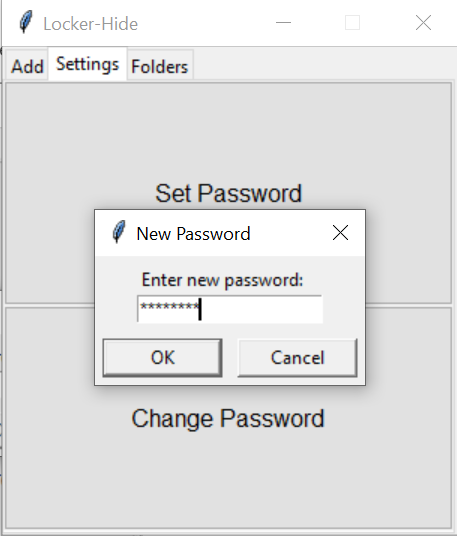 Locker-Hide
Add Settings Folders
Set Password
New Password
Enter new password:
********
OK Cancel
Change Password